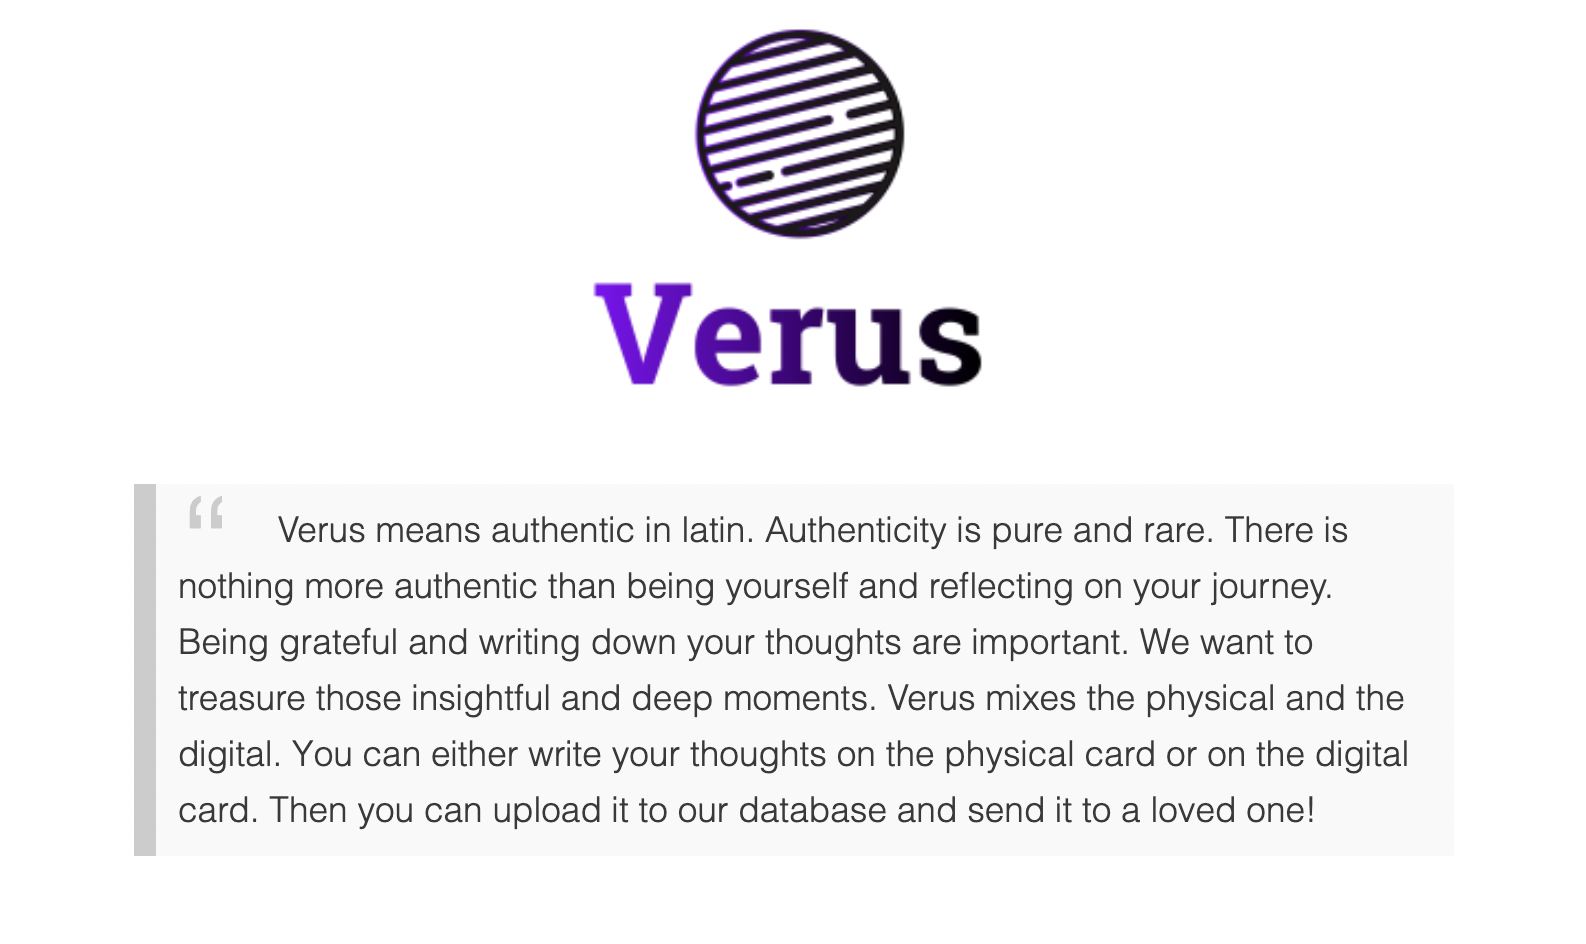 Verus
“ Verus means authentic in latin. Authenticity is pure and rare. There is
nothing more authentic than being yourself and reflecting on your journey.
Being grateful and writing down your thoughts are important. We want to
treasure those insightful and deep moments. Verus mixes the physical and the
digital. You can either write your thoughts on the physical card or on the digital
card. Then you can upload it to our database and send it to a loved one!